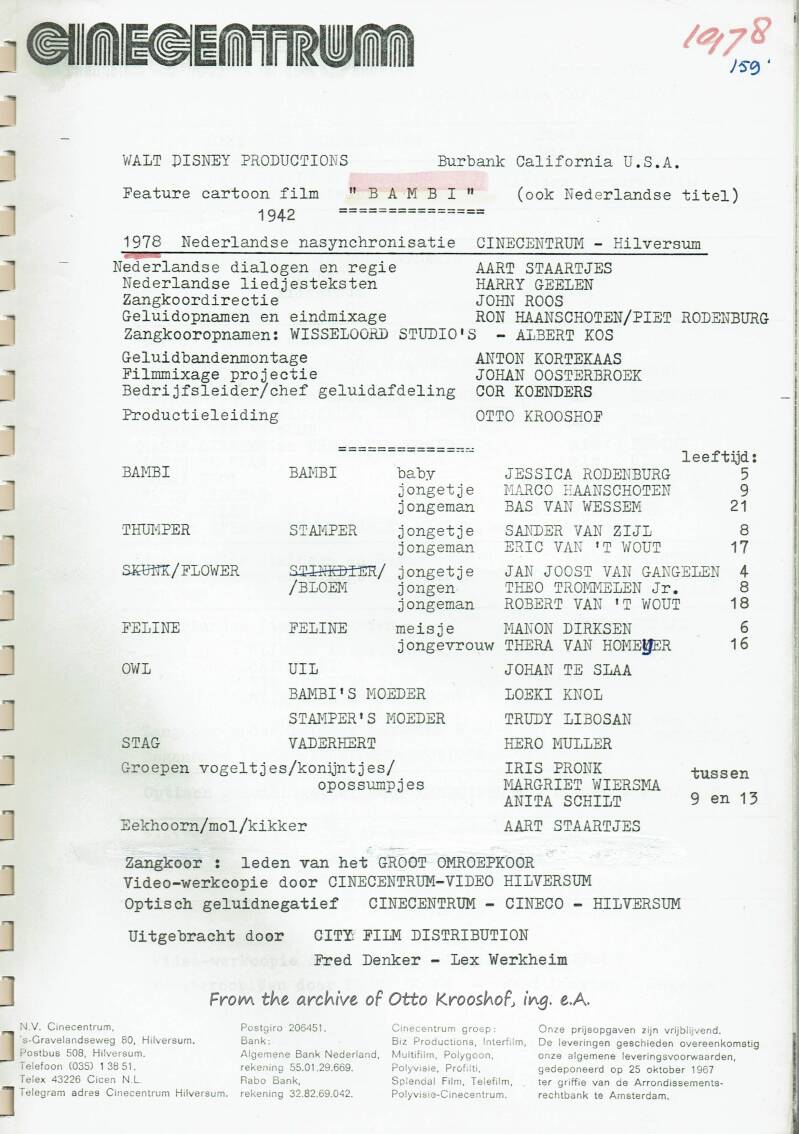 CINECENTRUM
1978
159'
WALT DISNEY PRODUCTIONS Burbank California U.S.A.
Feature cartoon film "BAMBI" (ook Nederlandse titel)
1942 ===============
1978 Nederlandse nasynchronisatie CINECENTRUM - Hilversum
Nederlandse dialogen en regie AART STAARTJES
Nederlandse liedjesteksten HARRY GEELEN
Zangkoordirectie JOHN ROOS
Geluidopnamen en eindmixage RON HAANSCHOTEN/PIET RODENBURG
Zangkooropnamen: WISSELOORD STUDIO'S - ALBERT KOS
Geluidbandenmontage ANTON KORTEKAAS
Filmmixage projectie JOHAN OOSTERBROEK
Bedrijfsleider/chef geluidafdeling COR KOENDERS
Productieleiding OTTO KROOSHOF
==============
leeftijd:
BAMBI BAMBI baby JESSICA RODENBURG 5
jongetje MARCO HAANSCHOTEN 9
jongeman BAS VAN WESSEM 21
THUMPER STAMPER jongetje SANDER VAN ZIJL 8
jongeman ERIC VAN 'T WOUT 17
SKUNK/FLOWER STINKDIER/ jongetje JAN JOOST VAN GANGELEN 4
/BLOEM jongen THEO TROMMELEN Jr. 8
jongeman ROBERT VAN 'T WOUT 18
FELINE FELINE meisje MANON DIRKSEN 6
jongevrouw THERA VAN HOMEYER 16
OWL UIL JOHAN TE SLAA
BAMBI'S MOEDER LOEKI KNOL
STAMPER'S MOEDER TRUDY LIBOSAN
STAG VADERHERT HERO MULLER
Groepen vogeltjes/konijntjes/ IRIS PRONK tussen
opossumpjes MARGRIET WIERSMA
ANITA SCHILT 9 en 13
Eekhoorn/mol/kikker AART STAARTJES
Zangkoor : leden van het GROOT OMROEPKOOR
Video-werkcopie door CINECENTRUM-VIDEO HILVERSUM
Optisch geluidnegatief CINECENTRUM - CINECO - HILVERSUM
Uitgebracht door CITY FILM DISTRIBUTION
Fred Denker - Lex Werkheim
From the archive of Otto Krooshof, ing. e.A.
N.V. Cinecentrum,
's-Gravelandseweg 80, Hilversum.
Postbus 508, Hilversum.
Telefoon (035) 1 38 51.
Telex 43226 Cicen N.L.
Telegram adres Cinecentrum Hilversum.
Postgiro 206451.
Bank:
Algemene Bank Nederland,
rekening 55.01.29.669.
Rabo Bank,
rekening 32.82.69.042.
Cinecentrum groep:
Biz Productions, Interfilm,
Multifilm, Polygoon,
Polyvisie, Profilti,
Splendal Film, Telefilm,
Polyvisie-Cinecentrum.
Onze prijsopgaven zijn vrijblijvend.
De leveringen geschieden overeenkomstig
onze algemene leveringsvoorwaarden,
gedeponeerd op 25 oktober 1967
ter griffie van de Arrondissements-
rechtbank te Amsterdam.